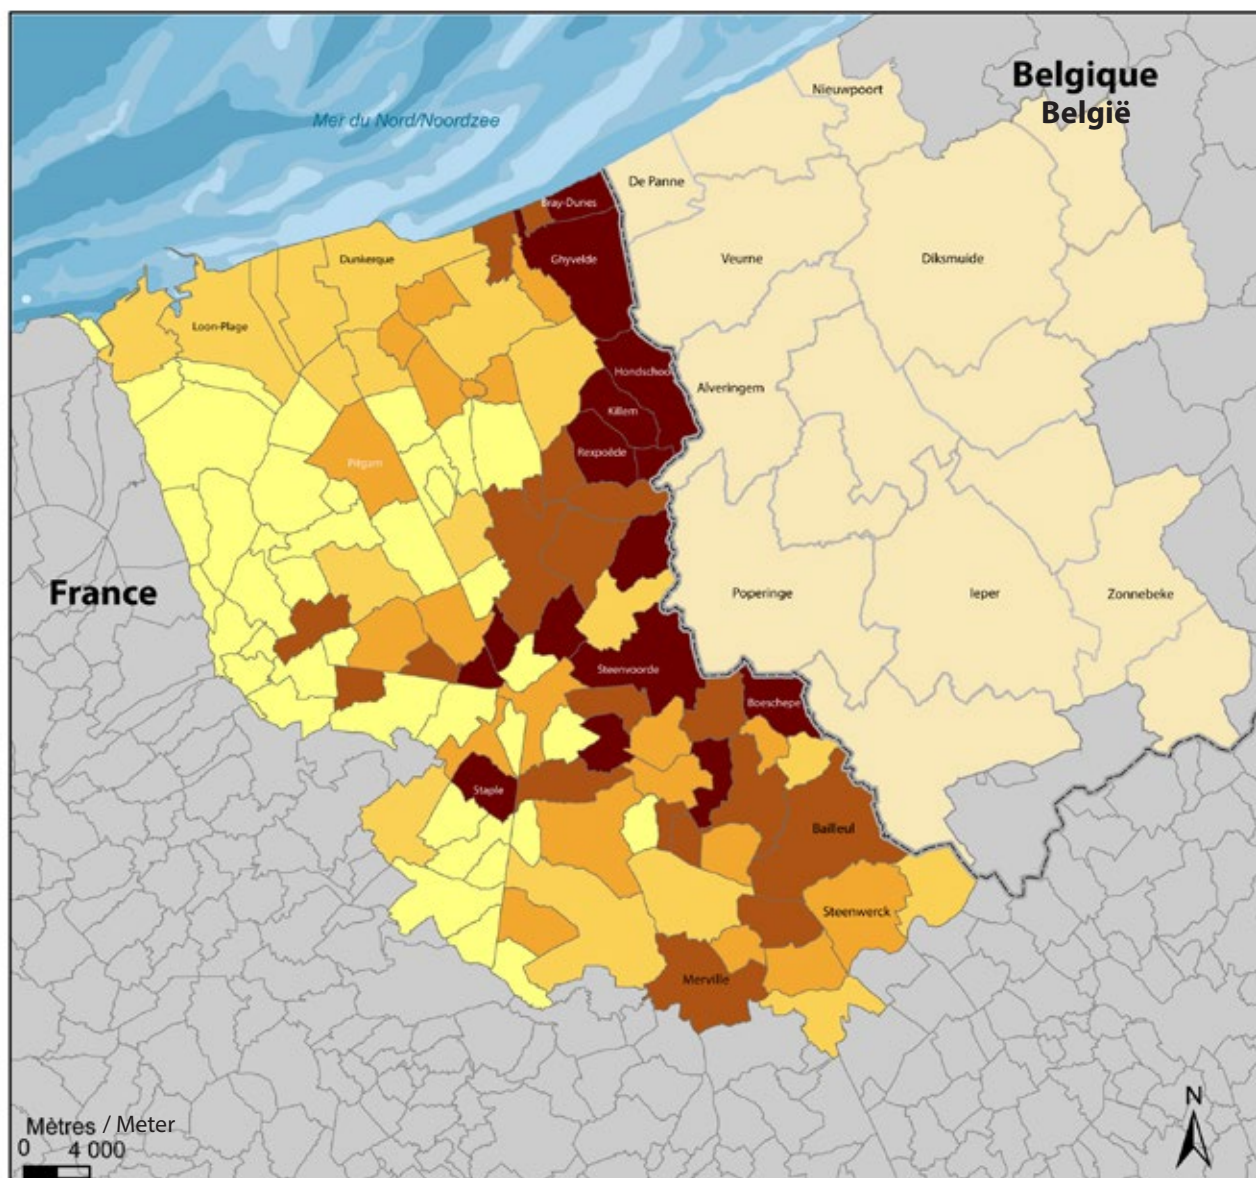 Belgique
België
Nieuwpoort
Mer du Nord/Noordzee
De Panne
Bray-Dunes
Dunkerque
Ghyvelde
Veurne
Diksmuide
Loon-Plage
Hondschoo
Alveringem
Killem
Rexpoëde
Pitgam
France
Poperinge
Ieper
Zonnebeke
Steenvoorde
Boeschepe
Staple
Bailleul
Steenwerck
Merville
N
Mètres / Meter
0 4 000